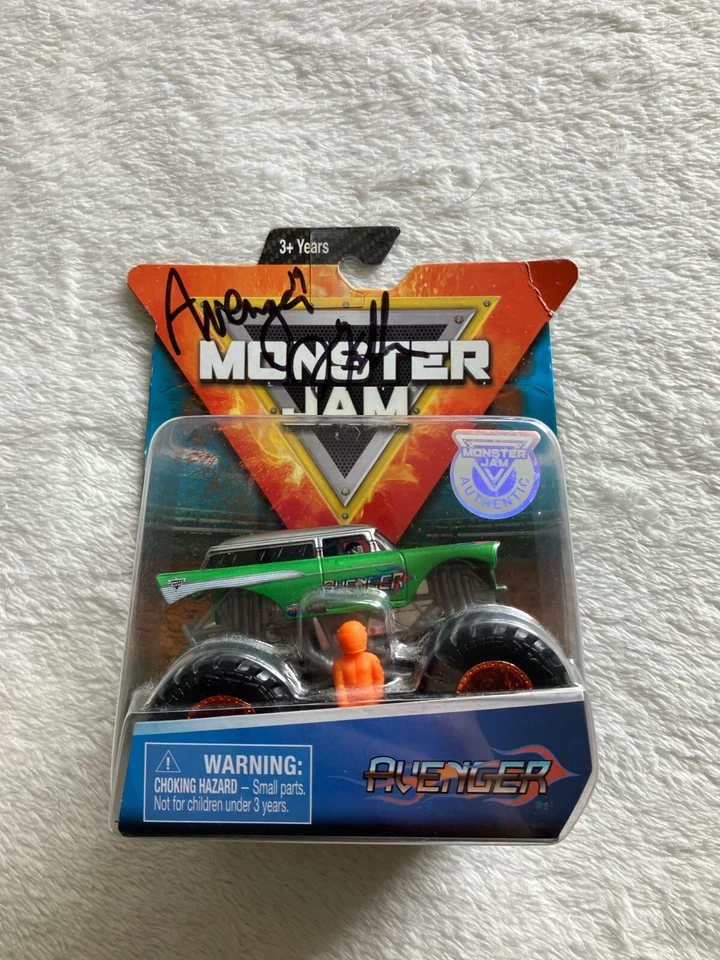 3+ Years
Avenger
MONSTER
JAM
MONSTER
JAM
AUTHENTIC
AVENGER
WARNING:
CHOKING HAZARD – Small parts.
Not for children under 3 years.
AVENGER